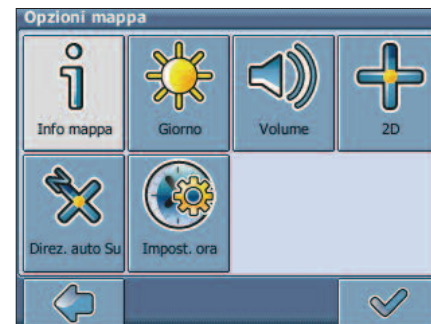 Opzioni mappa
Info mappa
Giorno
Volume
2D
Direz. auto Su
Impost. ora